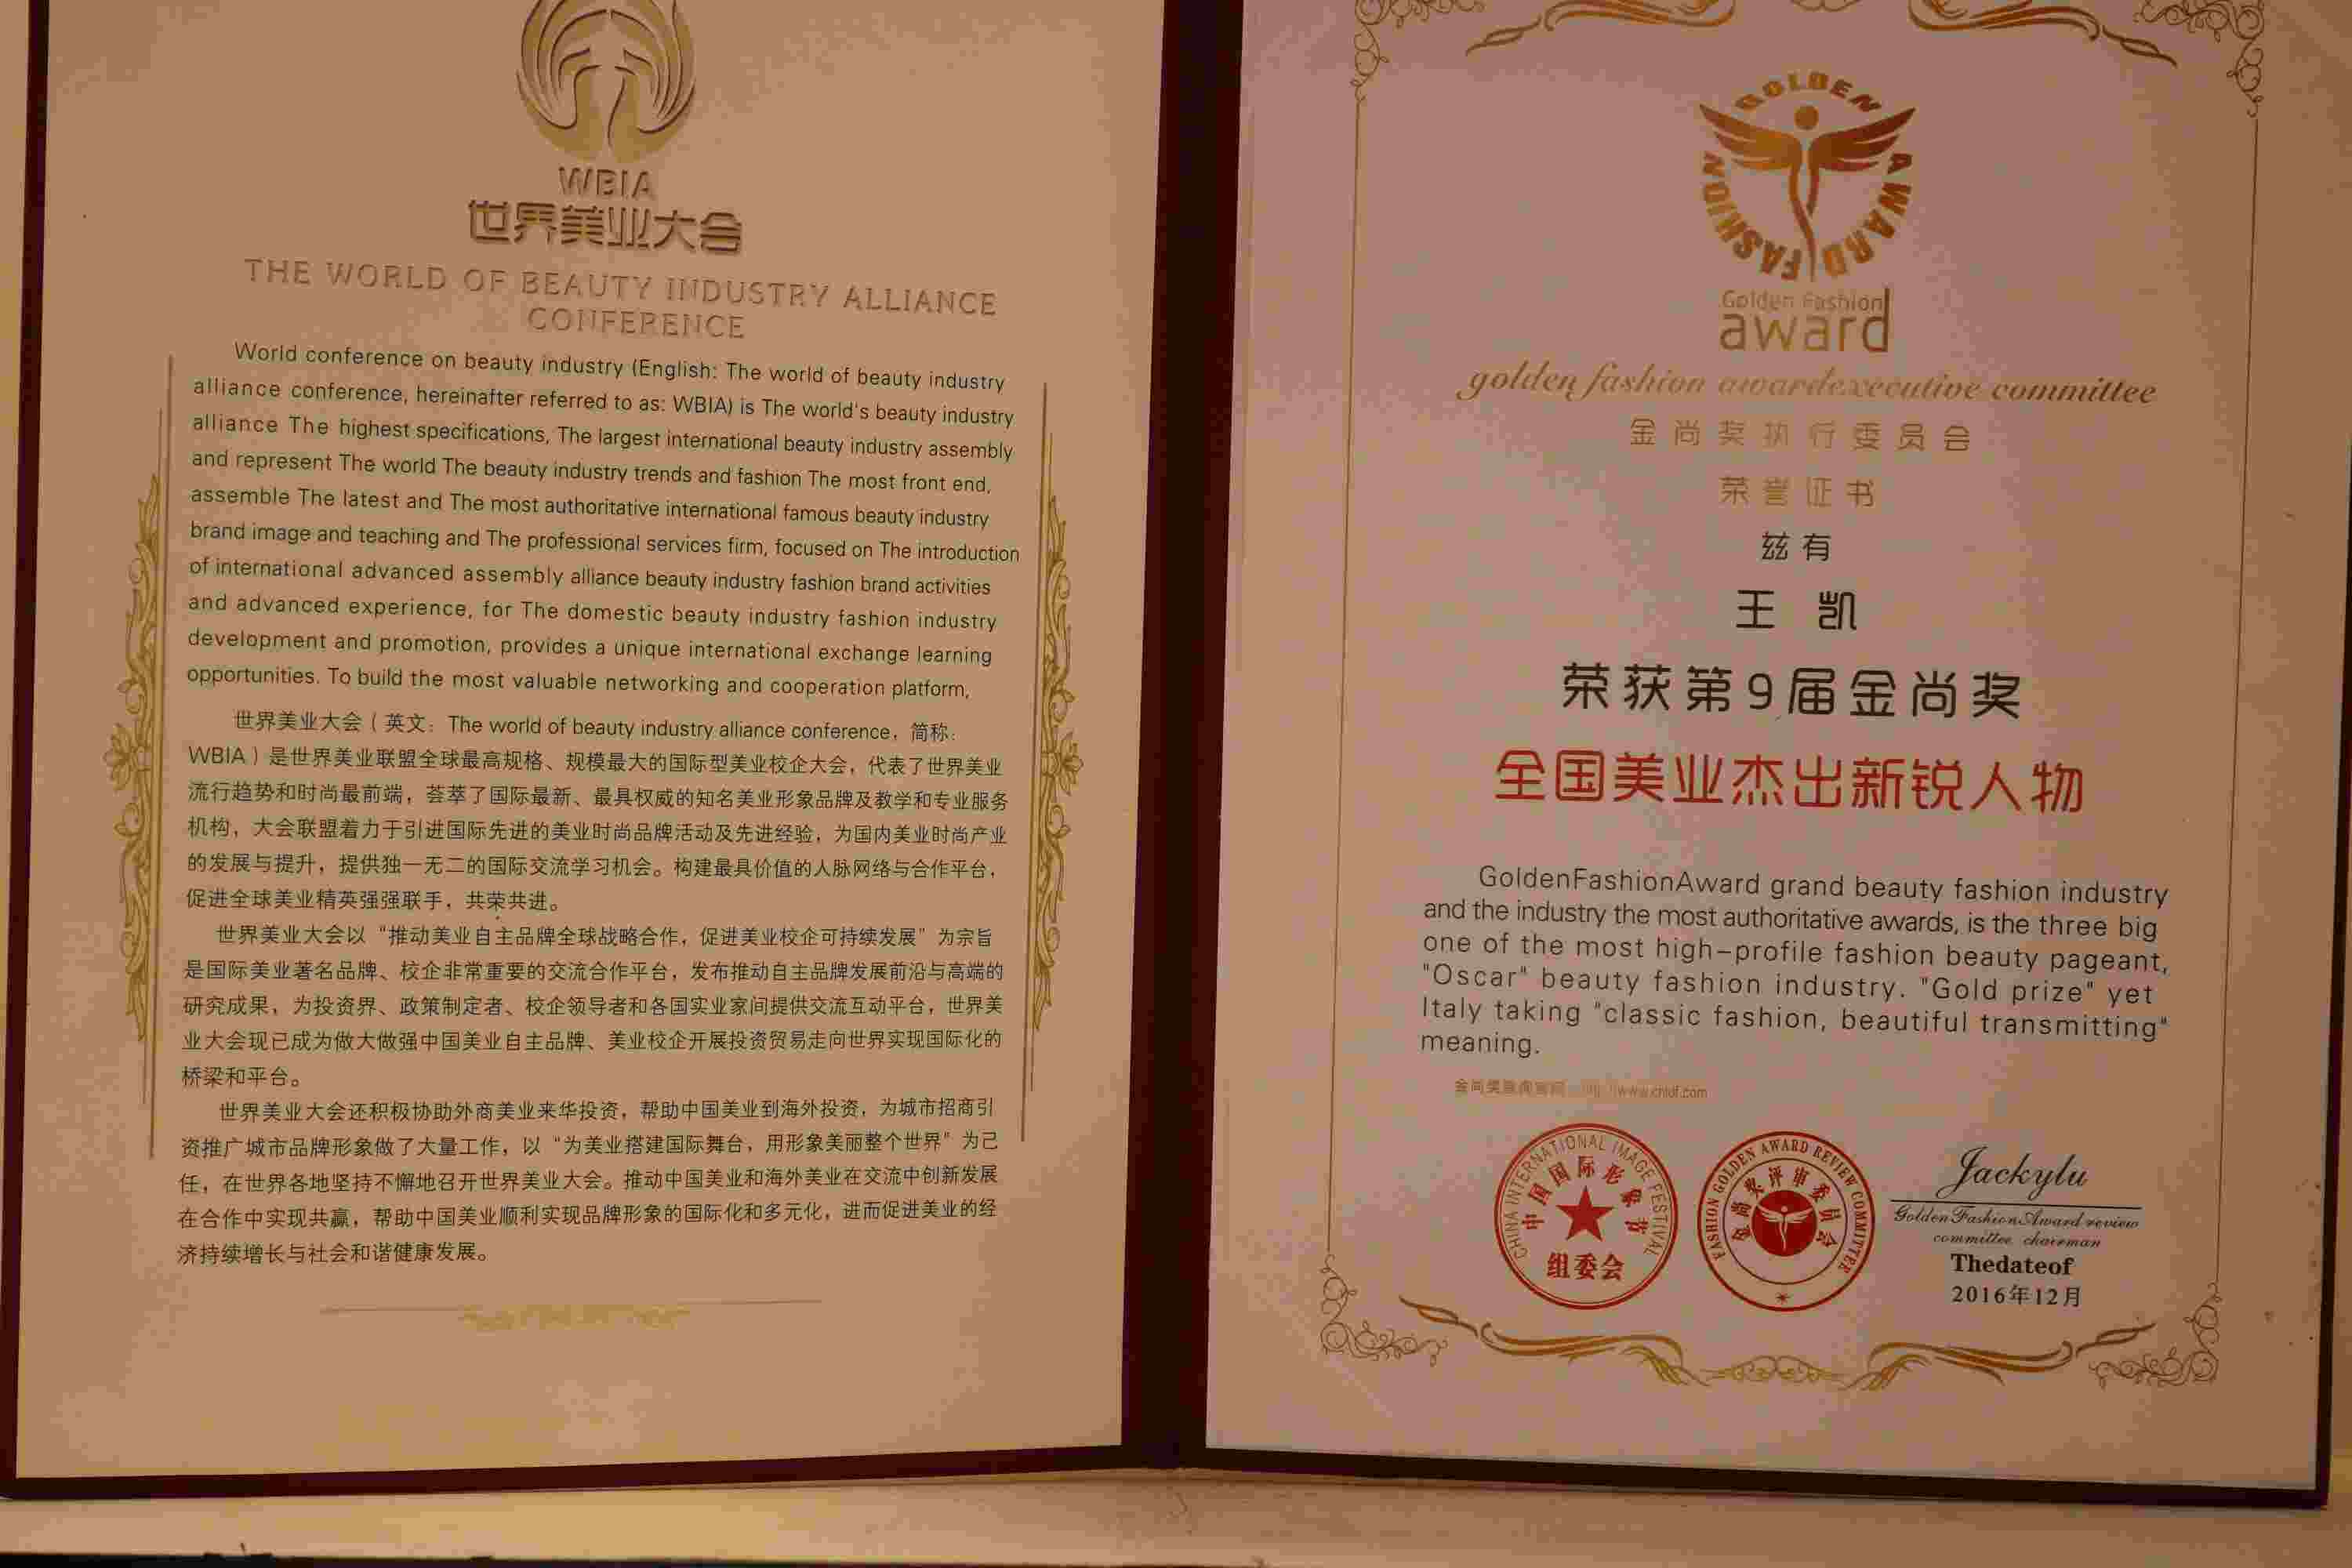 WBIA
世界美业大会
THE WORLD OF BEAUTY INDUSTRY ALLIANCE
CONFERENCE
World conference on beauty industry (English: The world of beauty industry
alliance conference, hereinafter referred to as: WBIA) is The world's beauty industry
alliance The highest specifications, The largest international beauty industry assembly
and represent The world The beauty industry trends and fashion The most front end,
assemble The latest and The most authoritative international famous beauty industry
brand image and teaching and The professional services firm, focused on The introduction
of international advanced assembly alliance beauty industry fashion brand activities
and advanced experience, for The domestic beauty industry fashion industry
development and promotion, provides a unique international exchange learning
opportunities. To build the most valuable networking and cooperation platform,
世界美业大会（英文：The world of beauty industry alliance conference，简称：
WBIA）是世界美业联盟全球最高规格、规模最大的国际型美业校企大会，代表了世界美业
流行趋势和时尚最前端，荟萃了国际最新、最具权威的知名美业形象品牌及教学和专业服务
机构，大会联盟着力于引进国际先进的美业时尚品牌活动及先进经验，为国内美业时尚产业
的发展与提升，提供独一无二的国际交流学习机会。构建最具价值的人脉网络与合作平台，
促进全球美业精英强强联手，共荣共进。
世界美业大会以“推动美业自主品牌全球战略合作，促进美业校企可持续发展”为宗旨
是国际美业著名品牌、校企非常重要的交流合作平台，发布推动自主品牌发展前沿与高端的
研究成果，为投资界、政策制定者、校企领导者和各国实业家间提供交流互动平台，世界美
业大会现已成为做大做强中国美业自主品牌、美业校企开展投资贸易走向世界实现国际化的
桥梁和平台。
世界美业大会还积极协助外商美业来华投资，帮助中国美业到海外投资，为城市招商引
资推广城市品牌形象做了大量工作，以“为美业搭建国际舞台，用形象美丽整个世界”为己
任，在世界各地坚持不懈地召开世界美业大会。推动中国美业和海外美业在交流中创新发展
在合作中实现共赢，帮助中国美业顺利实现品牌形象的国际化和多元化，进而促进美业的经
济持续增长与社会和谐健康发展。
GOLDEN AWARD FASHION FASHION
Golden Fashion
award
golden fashion awardexecutive committee
金尚奖执行委员会
荣誉证书
兹有
王 凯
荣获第9届金尚奖
全国美业杰出新锐人物
GoldenFashionAward grand beauty fashion industry
and the industry the most authoritative awards, is the three big
one of the most high-profile fashion beauty pageant,
"Oscar" beauty fashion industry. "Gold prize" yet
Italy taking "classic fashion, beautiful transmitting"
meaning.
CHINA INTERNATIONAL IMAGE FESTIVAL
中国国际形象节
组委会
FASHION GOLDEN AWARD REVIEW COMMITTEE
金尚奖评审委员会
Jackylu
Golden Fashion Award review
committee chairman
Thedateof
2016年12月